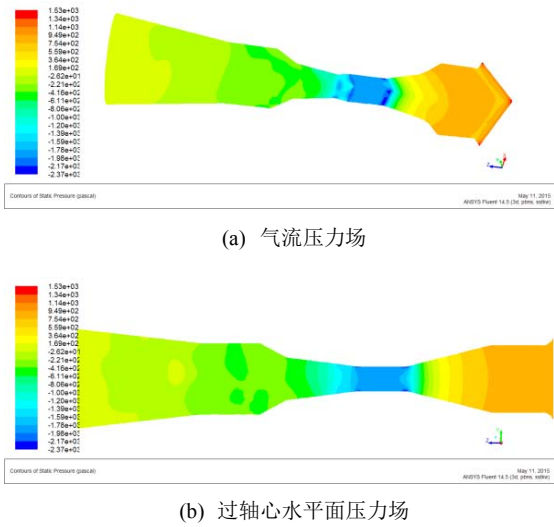 1.53e+03
1.34e+03
1.14e+03
9.49e+02
7.54e+02
5.59e+02
3.64e+02
1.69e+02
-2.62e+01
-2.21e+02
-4.16e+02
-6.11e+02
-8.06e+02
-1.00e+03
-1.20e+03
-1.39e+03
-1.59e+03
-1.78e+03
-1.98e+03
-2.17e+03
-2.37e+03
Contours of Static Pressure (pascal)
May 11, 2015
ANSYS Fluent 14.5 (3d, pbns, sstkw)
(a) 气流压力场
1.53e+03
1.34e+03
1.14e+03
9.49e+02
7.54e+02
5.59e+02
3.64e+02
1.69e+02
-2.62e+01
-2.21e+02
-4.16e+02
-6.11e+02
-8.06e+02
-1.00e+03
-1.20e+03
-1.39e+03
-1.59e+03
-1.78e+03
-1.98e+03
-2.17e+03
-2.37e+03
Contours of Static Pressure (pascal)
May 11, 2015
ANSYS Fluent 14.5 (3d, pbns, sstkw)
(b) 过轴心水平面压力场